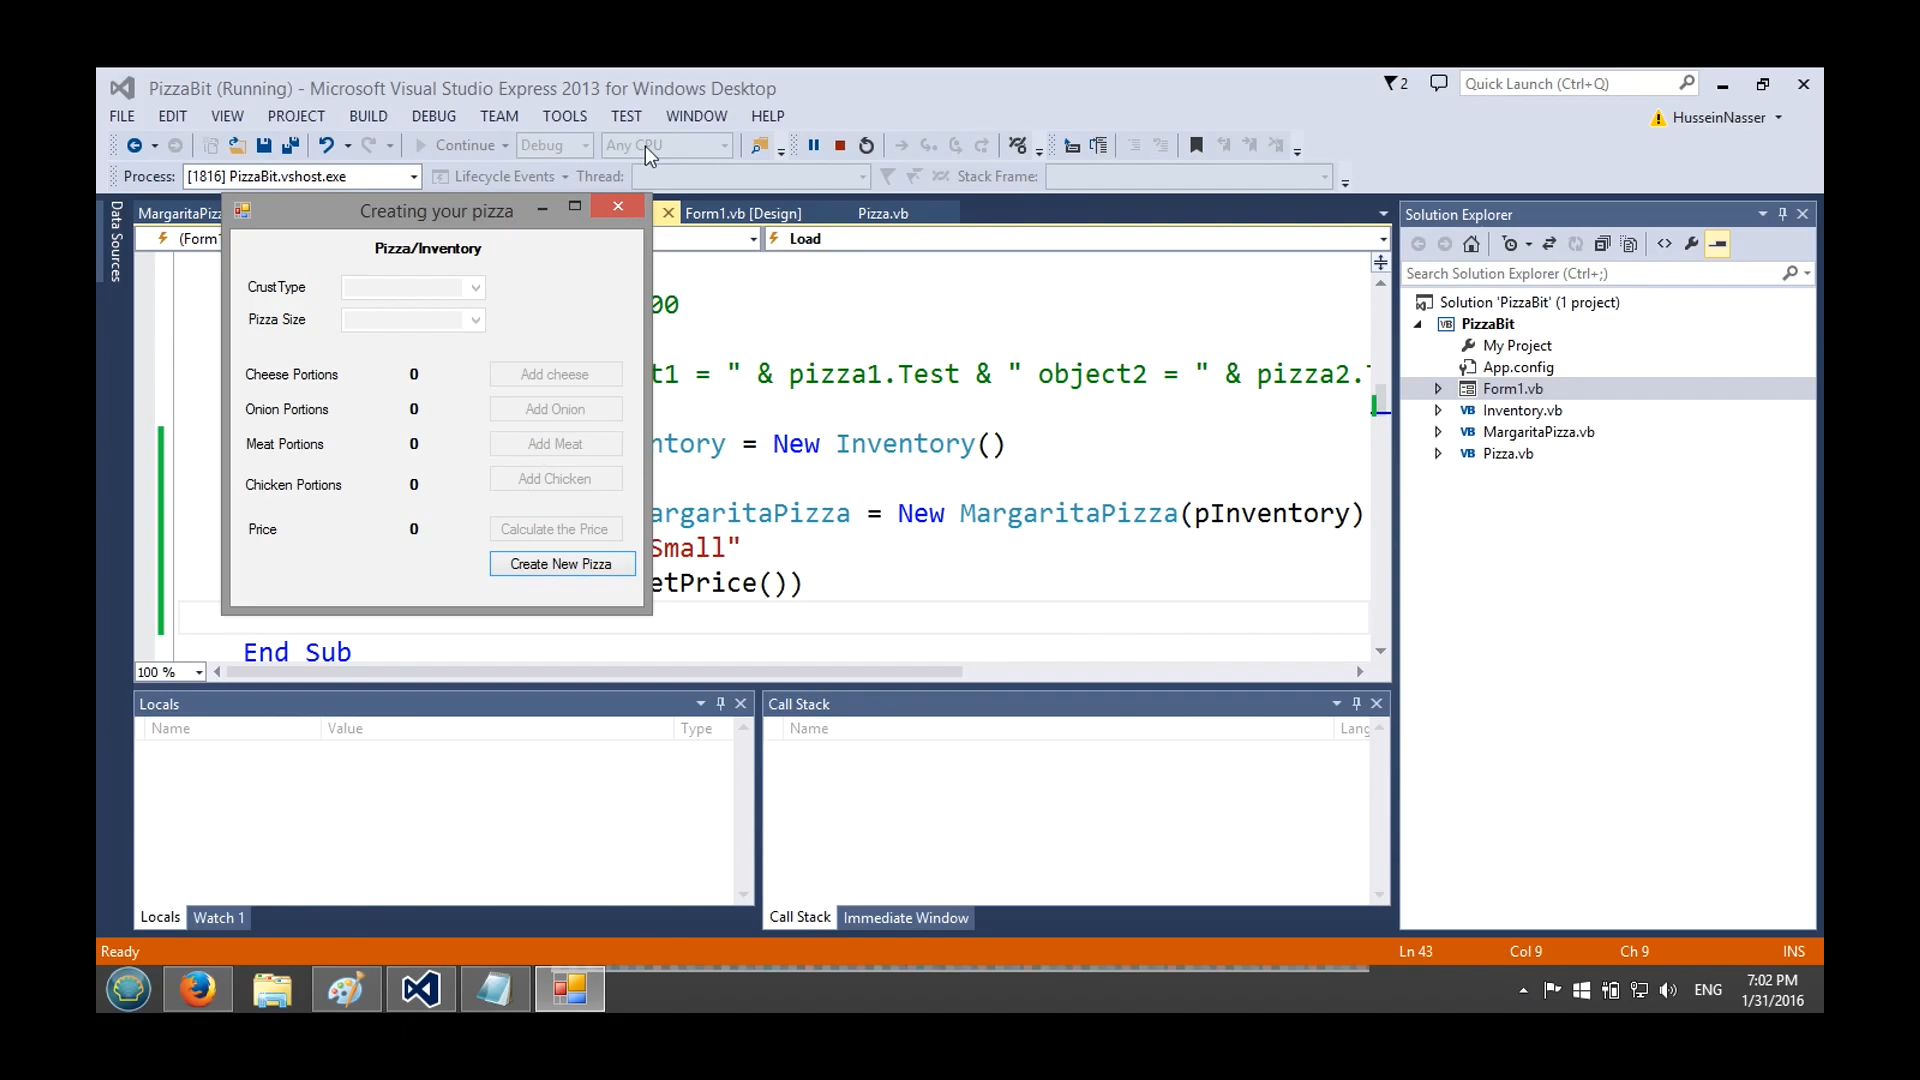 PizzaBit (Running) - Microsoft Visual Studio Express 2013 for Windows Desktop
2
Quick Launch (Ctrl+Q)
FILE EDIT VIEW PROJECT BUILD DEBUG TEAM TOOLS TEST WINDOW HELP
HusseinNasser
Continue Debug Any CPU
Process: [1816] PizzaBit.vshost.exe Lifecycle Events Thread: Stack Frame:
Data Sources
Form1.vb [Design] Pizza.vb
Load
Creating your pizza
Pizza/Inventory
CrustType
Pizza Size
Cheese Portions 0 Add cheese
Onion Portions 0 Add Onion
Meat Portions 0 Add Meat
Chicken Portions 0 Add Chicken
Price 0 Calculate the Price
Create New Pizza
00
t1 = " & pizza1.Test & " object2 = " & pizza2.
ntory = New Inventory()
argaritaPizza = New MargaritaPizza(pInventory)
Small"
etPrice())
End Sub
100 %
Solution Explorer
Search Solution Explorer (Ctrl+;)
Solution 'PizzaBit' (1 project)
VB PizzaBit
My Project
App.config
Form1.vb
VB Inventory.vb
VB MargaritaPizza.vb
VB Pizza.vb
Locals
Name Value Type
Locals Watch 1
Call Stack
Name Lang
Call Stack Immediate Window
Ready Ln 43 Col 9 Ch 9 INS
ENG
7:02 PM
1/31/2016